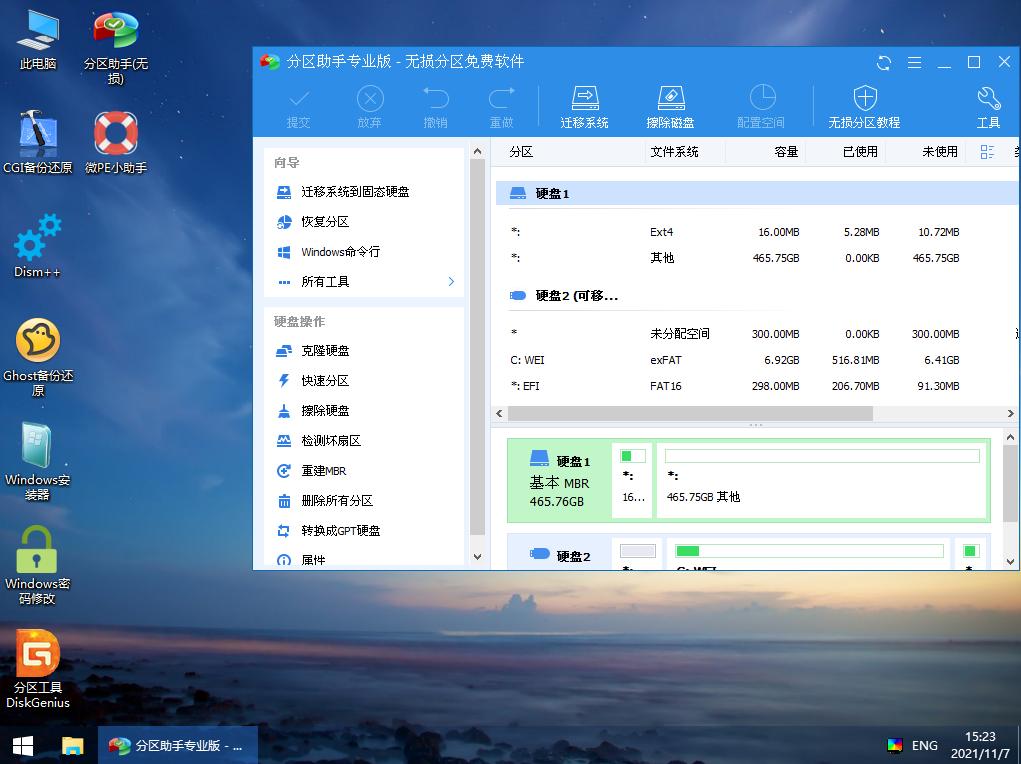 此电脑
分区助手(无
损)
CGI备份还原
微PE小助手
Dism++
Ghost备份还
原
Windows安
装器
Windows密
码修改
分区工具
DiskGenius
分区助手专业版 - 无损分区免费软件
提交
放弃
撤销
重做
迁移系统
擦除磁盘
配置空间
无损分区教程
工具
向导
迁移系统到固态硬盘
恢复分区
Windows命令行
所有工具
硬盘操作
克隆硬盘
快速分区
擦除硬盘
检测坏扇区
重建MBR
删除所有分区
转换成GPT硬盘
属性
分区 文件系统 容量 已使用 未使用
硬盘1
*: Ext4 16.00MB 5.28MB 10.72MB
*: 其他 465.75GB 0.00KB 465.75GB
硬盘2 (可移...
* 未分配空间 300.00MB 0.00KB 300.00MB
C: WEI exFAT 6.92GB 516.81MB 6.41GB
*: EFI FAT16 298.00MB 206.70MB 91.30MB
硬盘1
基本 MBR
465.76GB
*:
16...
*:
465.75GB 其他
硬盘2
*:
C: WEI
*
分区助手专业版 - ...
ENG
15:23
2021/11/7